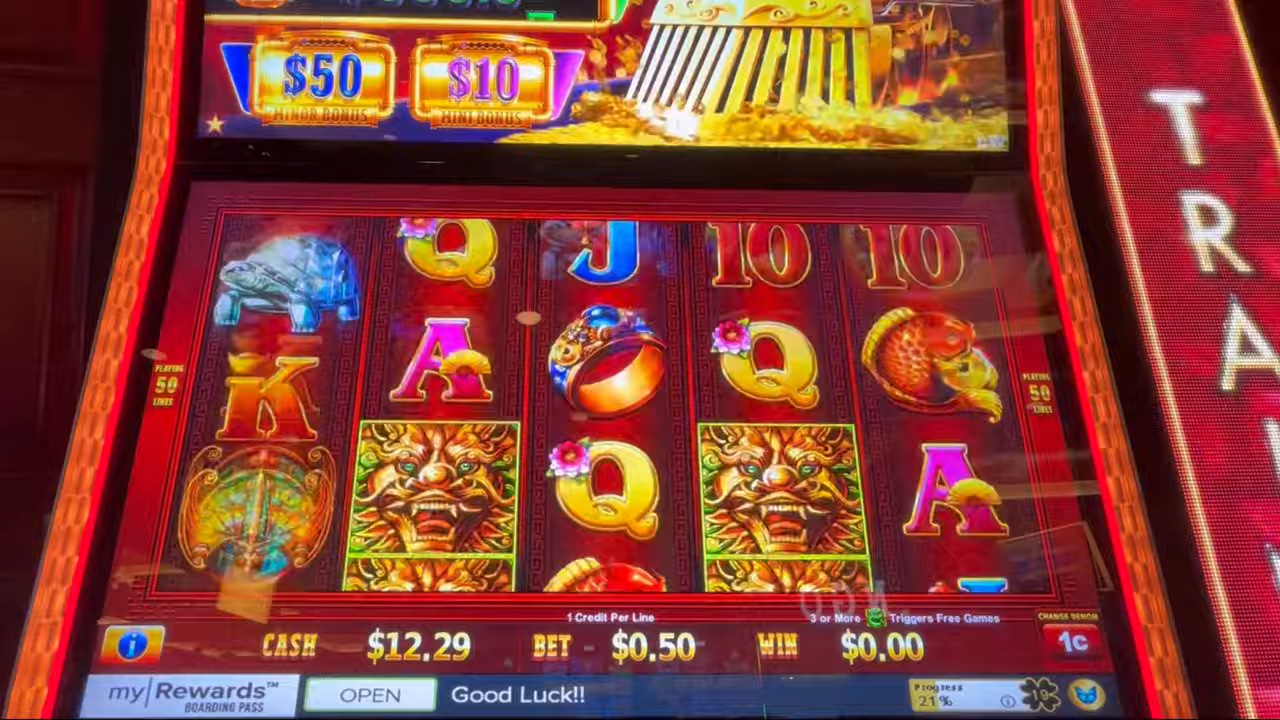 $50
$10
MINOR BONUS
MINI BONUS
TRA
Q
J
10
10
K
A
Q
Q
A
PLAYING
50
LINES
PLAYING
50
LINES
1 Credit Per Line
3 or More
Triggers Free Games
CHANGE DENOM
CASH
$12.29
BET
$0.50
WIN
$0.00
1¢
my|Rewards™
BOARDING PASS
OPEN
Good Luck!!
Progress
21%
19